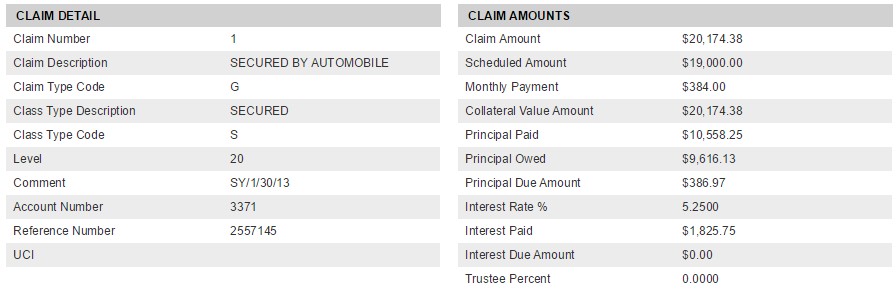 CLAIM DETAIL
Claim Number 1
Claim Description SECURED BY AUTOMOBILE
Claim Type Code G
Class Type Description SECURED
Class Type Code S
Level 20
Comment SY/1/30/13
Account Number 3371
Reference Number 2557145
UCI
CLAIM AMOUNTS
Claim Amount $20,174.38
Scheduled Amount $19,000.00
Monthly Payment $384.00
Collateral Value Amount $20,174.38
Principal Paid $10,558.25
Principal Owed $9,616.13
Principal Due Amount $386.97
Interest Rate % 5.2500
Interest Paid $1,825.75
Interest Due Amount $0.00
Trustee Percent 0.0000